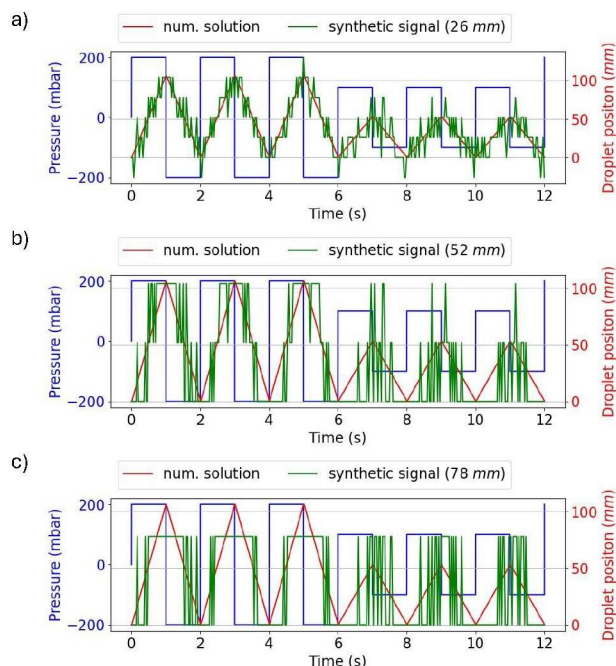 a)
num. solution synthetic signal (26 mm)
200
0
−200
Pressure (mbar)
100
50
0
Droplet position (mm)
0 2 4 6 8 10 12
Time (s)
b)
num. solution synthetic signal (52 mm)
200
0
−200
Pressure (mbar)
100
50
0
Droplet positon (mm)
0 2 4 6 8 10 12
Time (s)
c)
num. solution synthetic signal (78 mm)
200
0
−200
Pressure (mbar)
100
50
0
Droplet positon (mm)
0 2 4 6 8 10 12
Time (s)